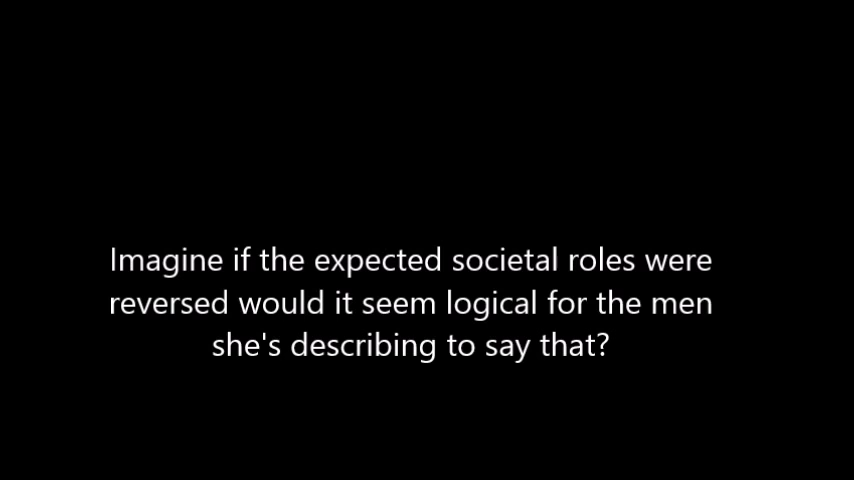 Imagine if the expected societal roles were
reversed would it seem logical for the men
she's describing to say that?